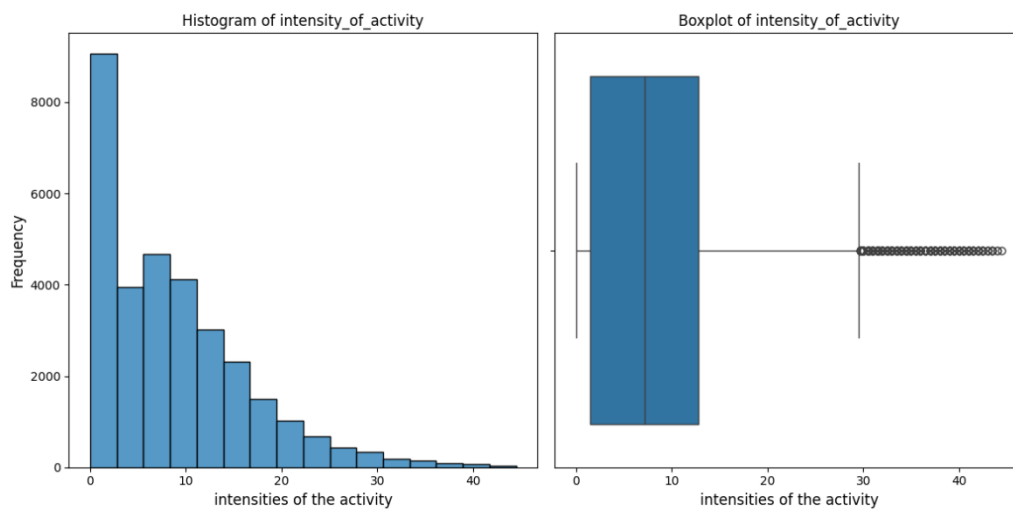 Histogram of intensity_of_activity
Frequency
8000
6000
4000
2000
0
0 10 20 30 40
intensities of the activity
Boxplot of intensity_of_activity
0 10 20 30 40
intensities of the activity